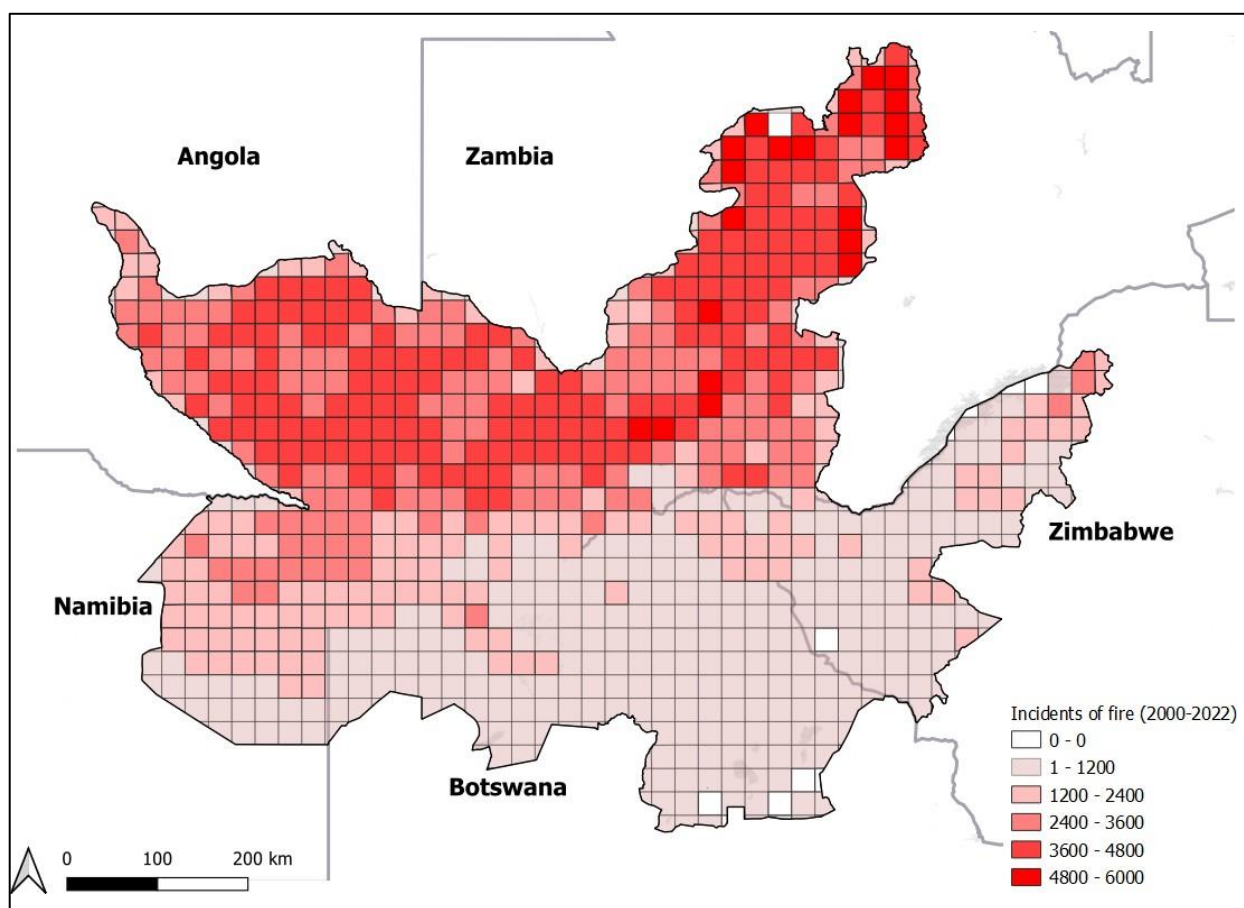 Angola
Zambia
Zimbabwe
Namibia
Botswana
Incidents of fire (2000-2022)
0 - 0
1 - 1200
1200 - 2400
2400 - 3600
3600 - 4800
4800 - 6000
0 100 200 km